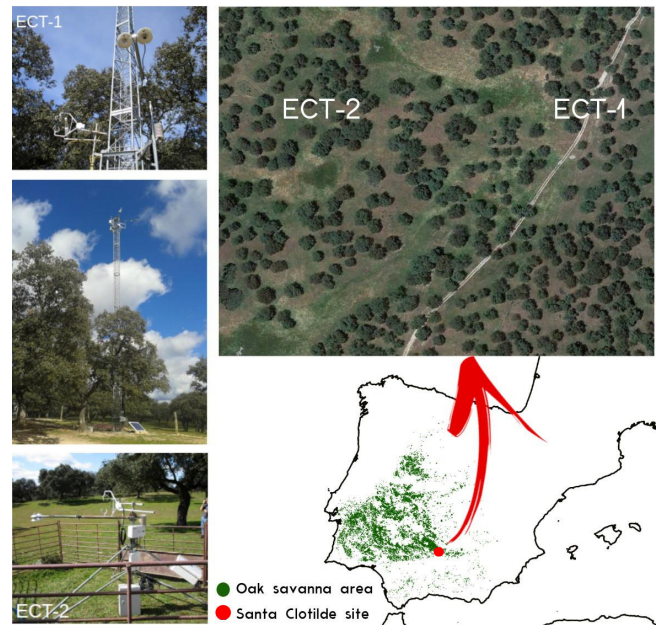 ECT-1
ECT-2
ECT-1
ECT-2
Oak savanna area
Santa Clotilde site